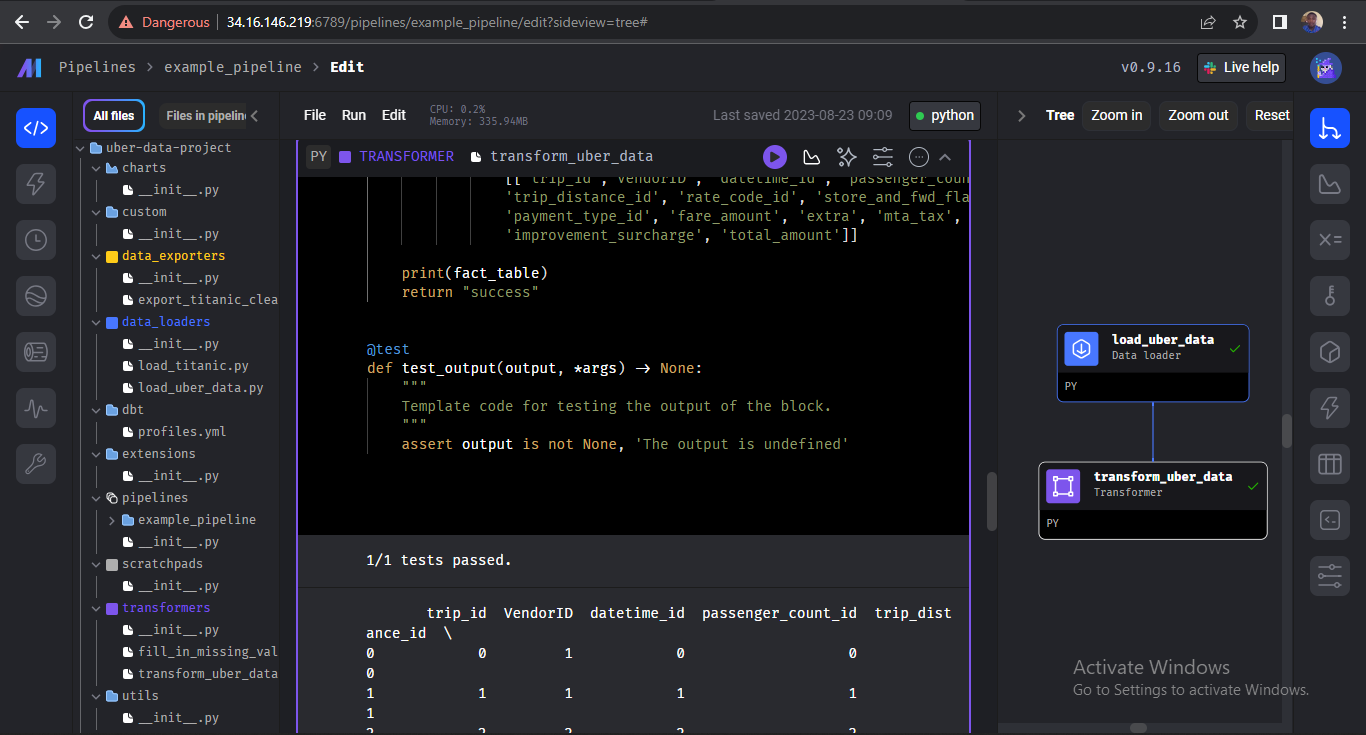 Dangerous 34.16.146.219:6789/pipelines/example_pipeline/edit?sideview=tree#
Pipelines > example_pipeline > Edit
v0.9.16
Live help
All files
Files in pipelin
uber-data-project
charts
__init__.py
custom
__init__.py
data_exporters
__init__.py
export_titanic_clea
data_loaders
__init__.py
load_titanic.py
load_uber_data.py
dbt
profiles.yml
extensions
__init__.py
pipelines
example_pipeline
__init__.py
scratchpads
__init__.py
transformers
__init__.py
fill_in_missing_val
transform_uber_data
utils
__init__.py
File Run Edit
CPU: 0.2%
Memory: 335.94MB
Last saved 2023-08-23 09:09
python
PY TRANSFORMER transform_uber_data
[['trip_id','VendorID', 'datetime_id', 'passenger_coun
'trip_distance_id', 'rate_code_id', 'store_and_fwd_fla
'payment_type_id', 'fare_amount', 'extra', 'mta_tax',
'improvement_surcharge', 'total_amount']]
print(fact_table)
return "success"
@test
def test_output(output, *args) -> None:
"""
Template code for testing the output of the block.
"""
assert output is not None, 'The output is undefined'
1/1 tests passed.
trip_id VendorID datetime_id passenger_count_id trip_dist
ance_id \
0 0 1 0 0
0
1 1 1 1 1
1
2 2 2 2 2
Tree Zoom in Zoom out Reset
load_uber_data
Data loader
PY
transform_uber_data
Transformer
PY
Activate Windows
Go to Settings to activate Windows.